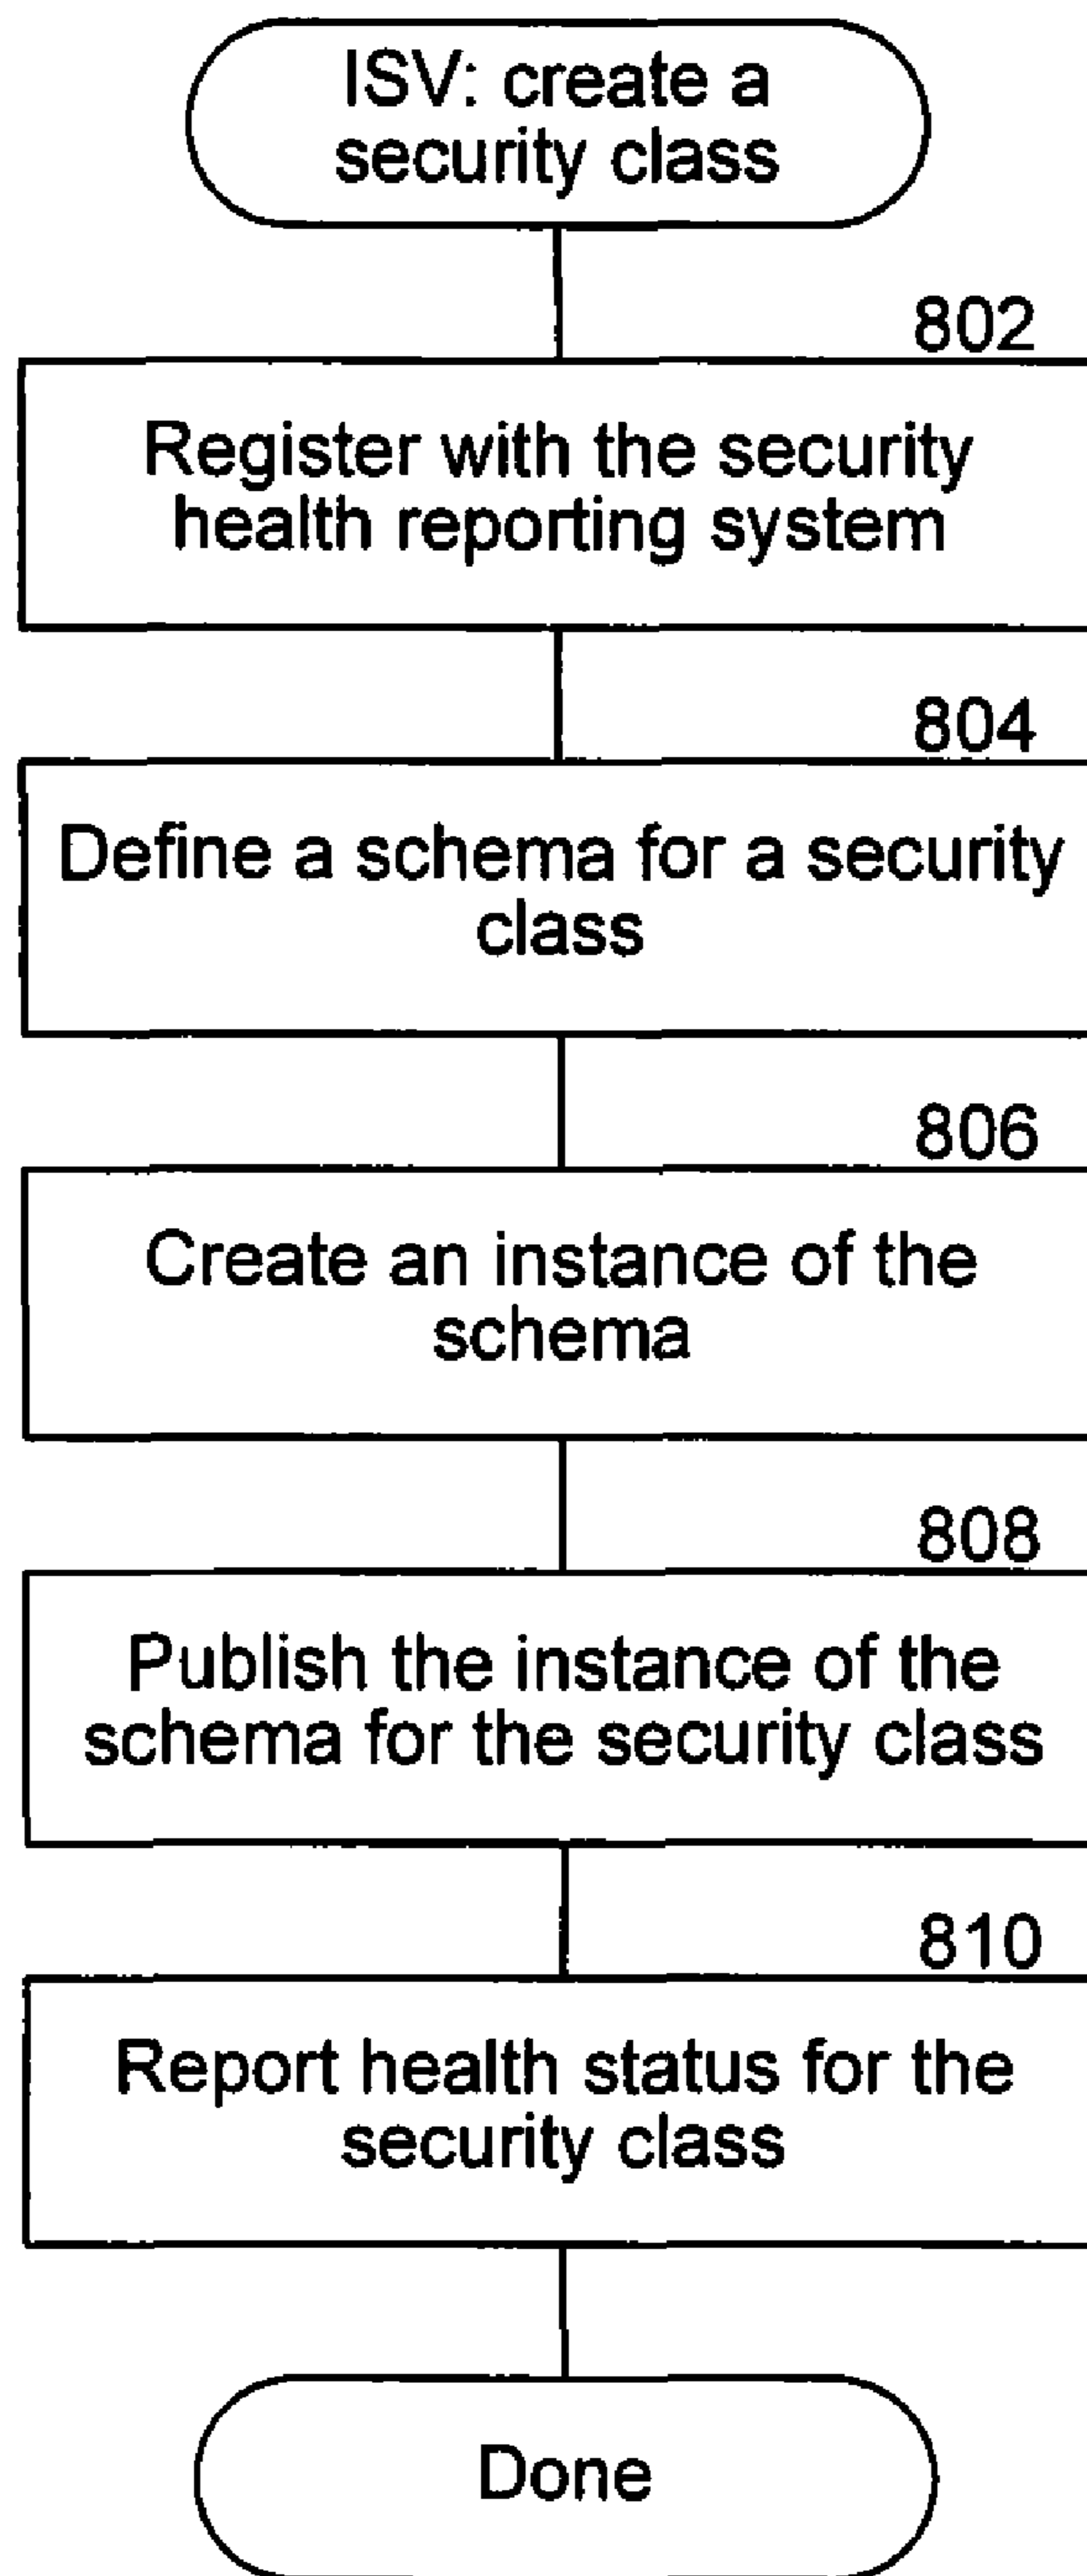 ISV: create a
security class
802
Register with the security
health reporting system
804
Define a schema for a security
class
806
Create an instance of the
schema
808
Publish the instance of the
schema for the security class
810
Report health status for the
security class
Done